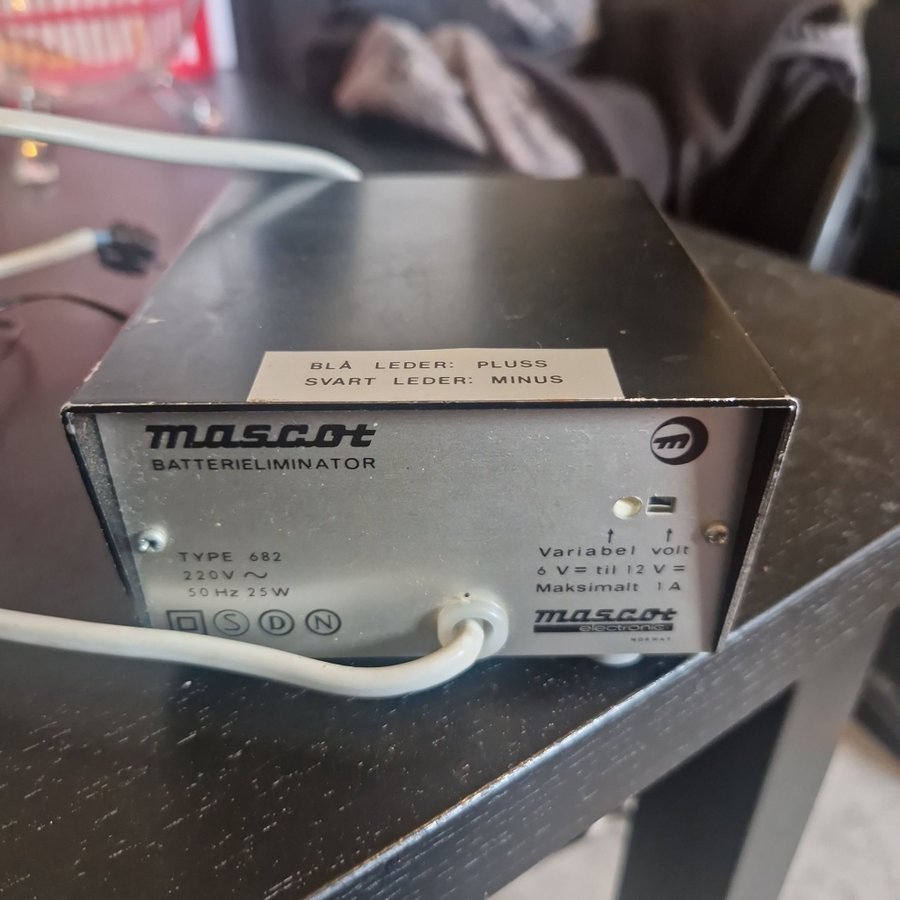 BLÅ LEDER: PLUSS
SVART LEDER: MINUS
mascot
BATTERIELIMINATOR
m
TYPE 682
220V ~
50 Hz 25W
S D N
Variabel volt
6 V= til 12 V=
Maksimalt 1 A
mascot
electronic
NORWAY